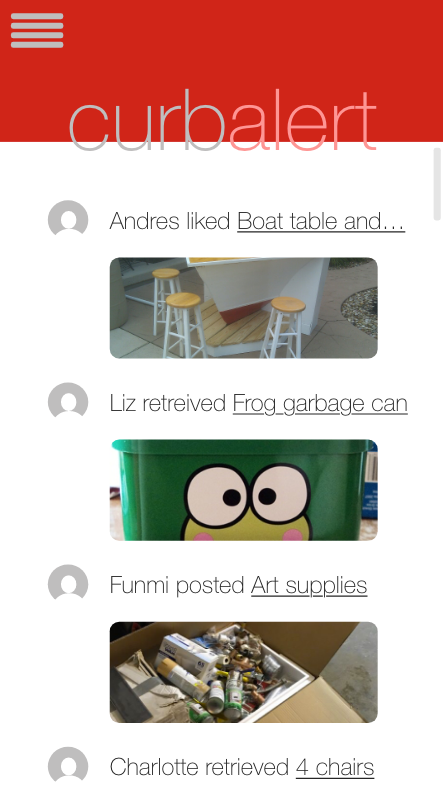 curbalert
Andres liked Boat table and…
Liz retreived Frog garbage can
Funmi posted Art supplies
Charlotte retrieved 4 chairs